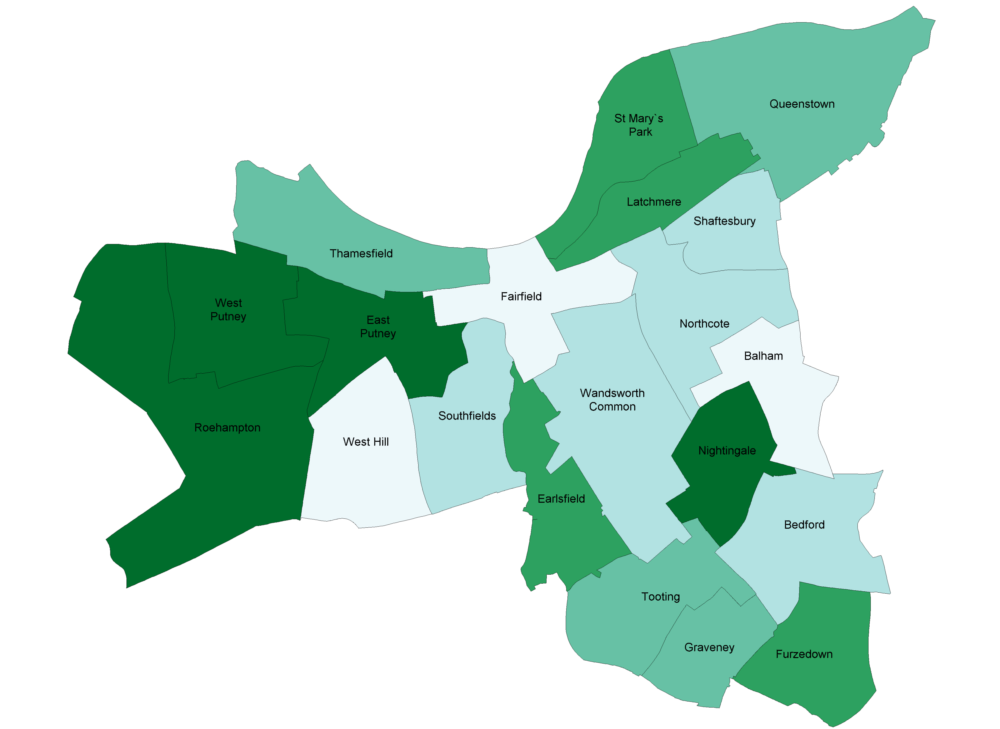 Queenstown
St Mary`s
Park
Latchmere
Shaftesbury
Thamesfield
Fairfield
West
Putney
East
Putney
Northcote
Balham
Wandsworth
Common
Southfields
Roehampton
West Hill
Nightingale
Earlsfield
Bedford
Tooting
Graveney
Furzedown